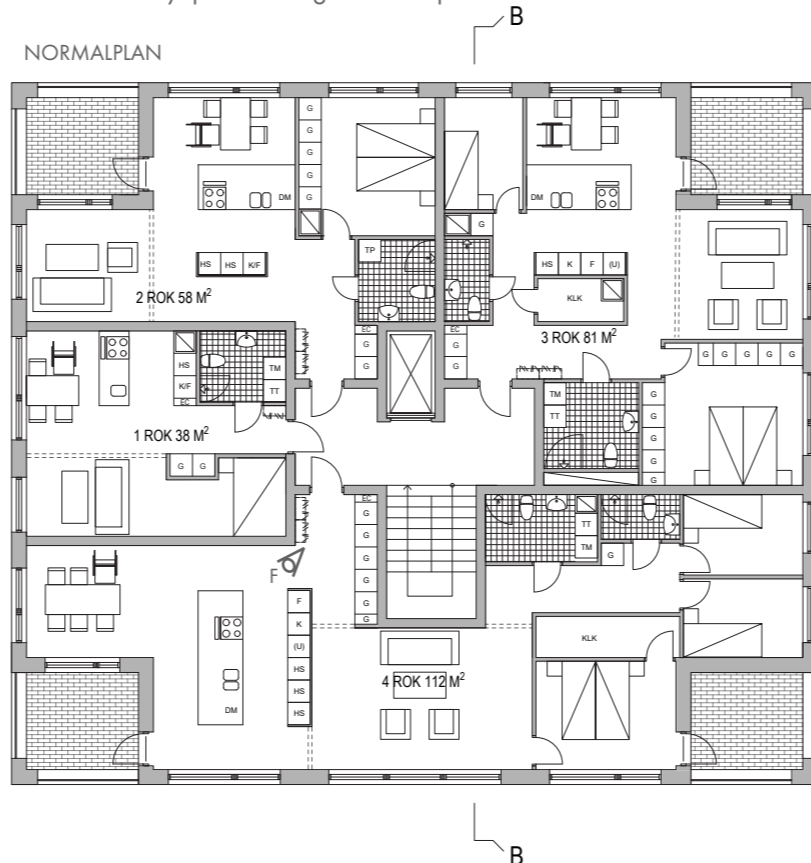 B
NORMALPLAN
G
G
G
G
G
DM
DM
G
TP
HS HS K/F
HS K F (U)
KLK
2 ROK 58 M²
EC
G
G
EC
G
G
3 ROK 81 M²
G G G G G
HS
K/F
EC
TM
TT
TM
TT
G
G
G
G
G
1 ROK 38 M²
G G
EC
G
G
G
G
G
G
G
TT
TM
G
F
F
K
(U)
HS
HS
HS
DM
KLK
4 ROK 112 M²
B